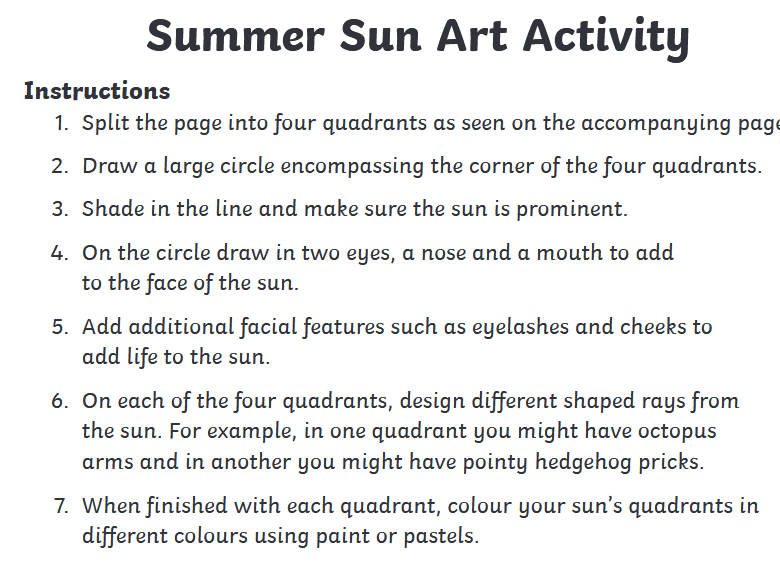 Summer Sun Art Activity
Instructions
1. Split the page into four quadrants as seen on the accompanying page
2. Draw a large circle encompassing the corner of the four quadrants.
3. Shade in the line and make sure the sun is prominent.
4. On the circle draw in two eyes, a nose and a mouth to add
to the face of the sun.
5. Add additional facial features such as eyelashes and cheeks to
add life to the sun.
6. On each of the four quadrants, design different shaped rays from
the sun. For example, in one quadrant you might have octopus
arms and in another you might have pointy hedgehog pricks.
7. When finished with each quadrant, colour your sun’s quadrants in
different colours using paint or pastels.